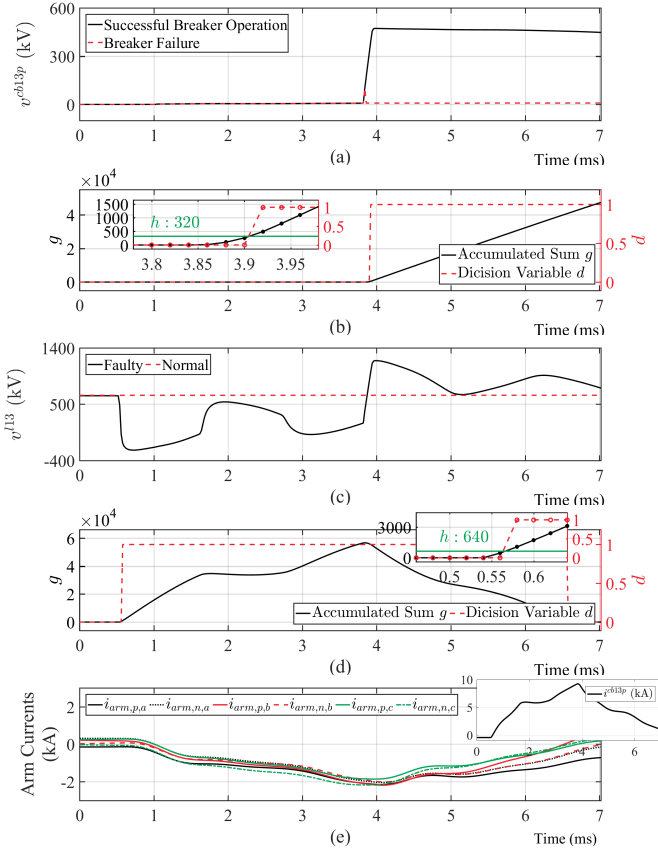 600
300
0
v^{cb13p} (kV)
Successful Breaker Operation
Breaker Failure
0 1 2 3 4 5 6 7
(a)
Time (ms)
×10^4
4
2
0
g
1500
1000
500
0
h : 320
1
0.5
0
3.8 3.85 3.9 3.95
1
0.5
0
d
Accumulated Sum g
Dicision Variable d
0 1 2 3 4 5 6 7
(b)
Time (ms)
1400
500
-400
v^{l13} (kV)
Faulty Normal
0 1 2 3 4 5 6 7
(c)
Time (ms)
×10^4
6
4
2
0
g
3000
0
h : 640
1
0.5
0
0.5 0.55 0.6
1
0.5
0
d
Accumulated Sum g Dicision Variable d
0 1 2 3 4 5 6 7
(d)
Time (ms)
2
0
-2
Arm Currents
(kA)
i_{arm,p,a} i_{arm,n,a} i_{arm,p,b} i_{arm,n,b} i_{arm,p,c} i_{arm,n,c}
10
5
0
i^{cb13p} (kA)
0 3 4 6
0 1 2 3 4 5 6 7
(e)
Time (ms)